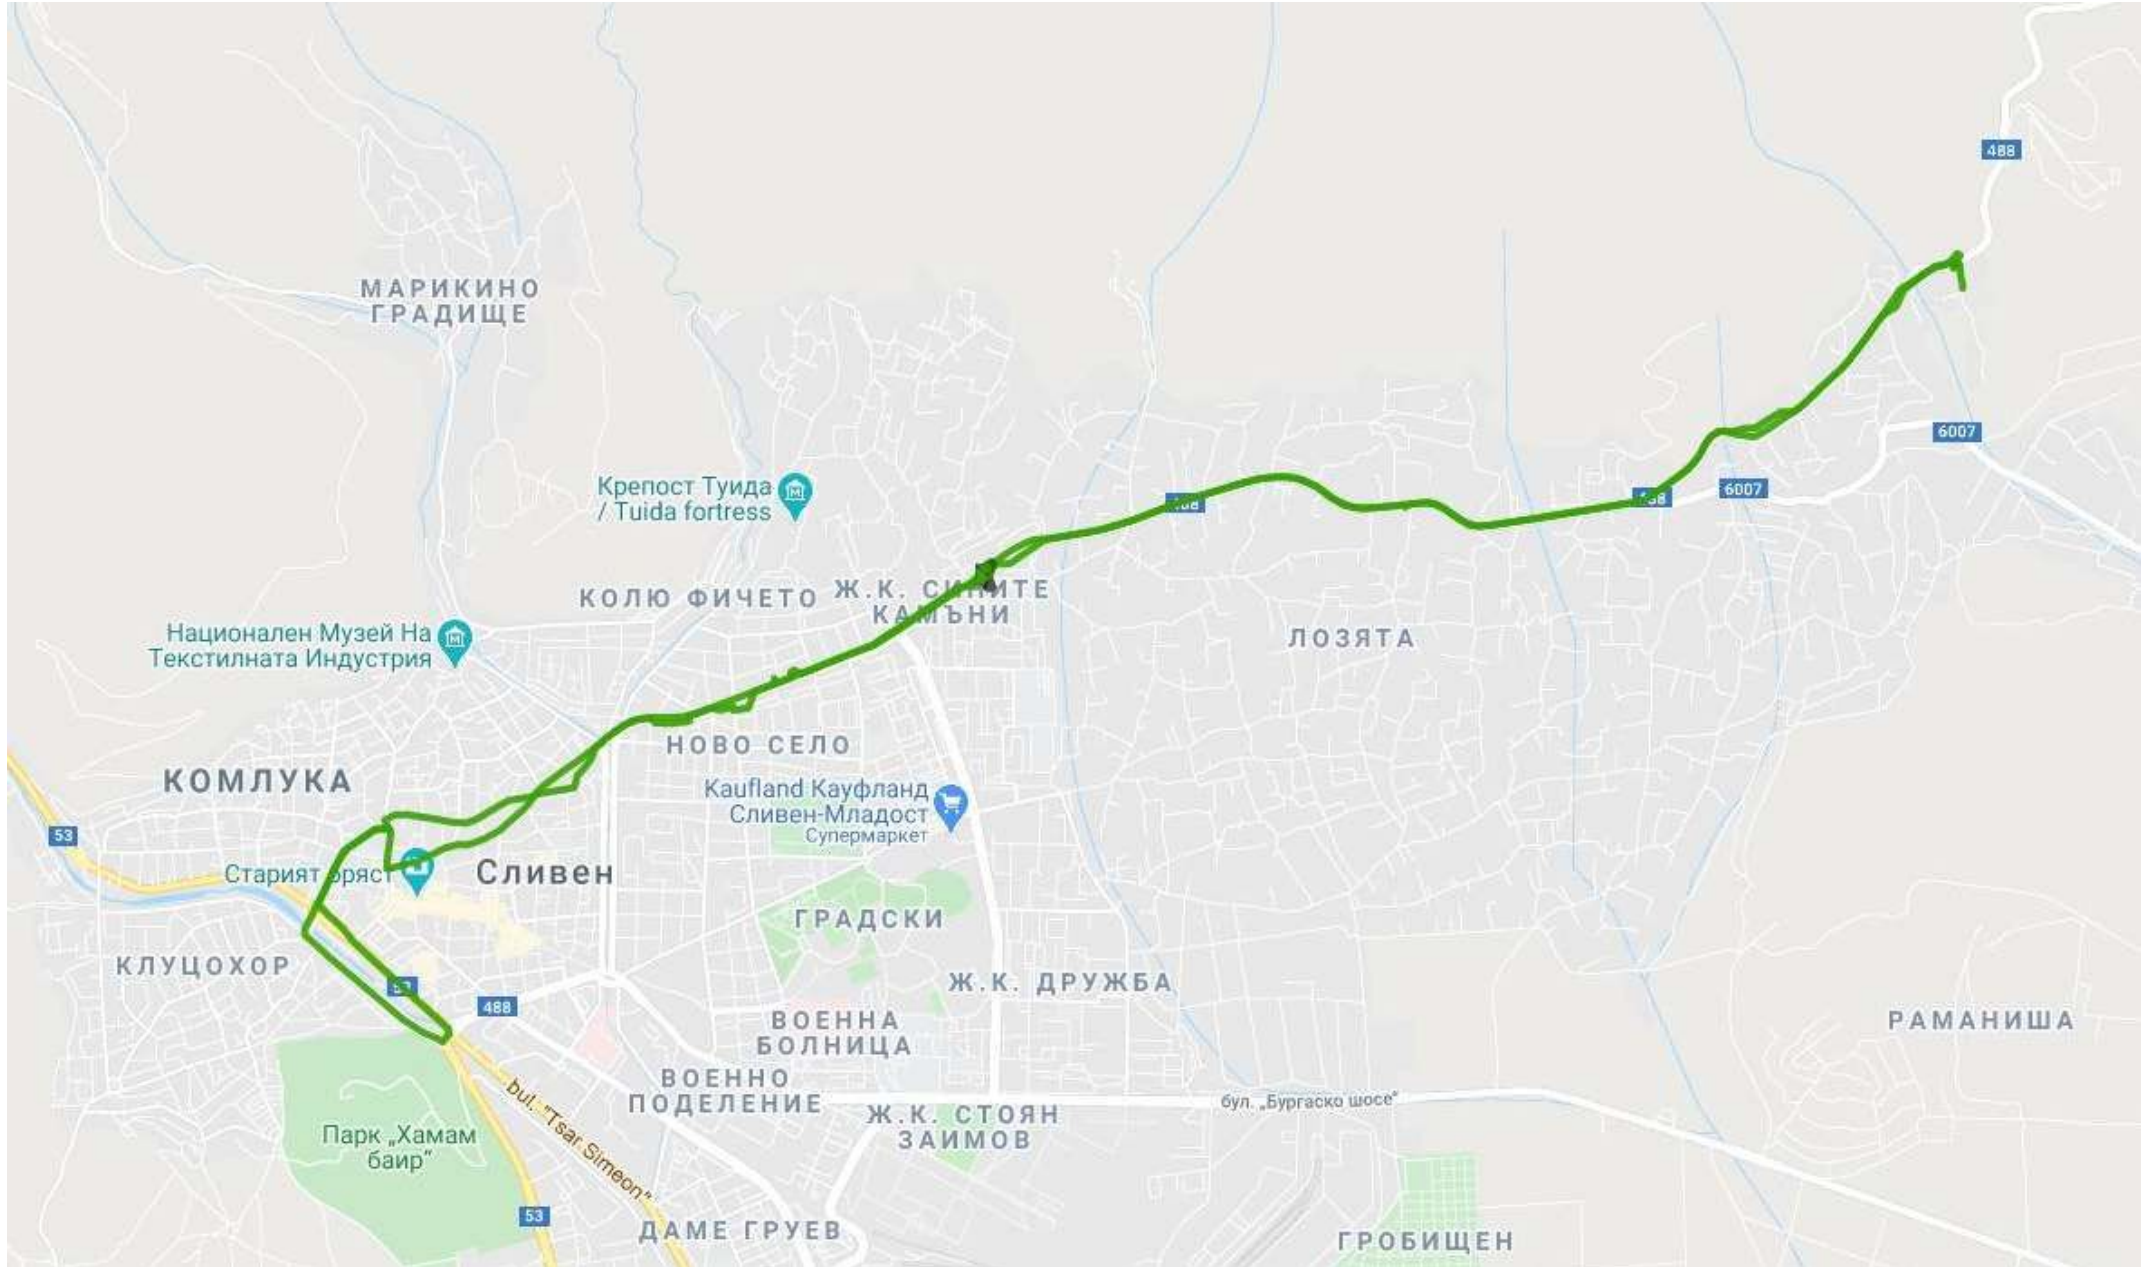 488
МАРИКИНО
ГРАДИЩЕ
6007
Крепост Туида
/ Tuida fortress
488
488
6007
КОЛЮ ФИЧЕТО
Ж.К. СИНИТЕ
КАМЪНИ
Национален Музей На
Текстилната Индустрия
ЛОЗЯТА
НОВО СЕЛО
КОМЛУКА
Kaufland Кауфланд
Сливен-Младост
Супермаркет
53
Старият бряст
Сливен
ГРАДСКИ
КЛУЦОХОР
53
488
Ж.К. ДРУЖБА
ВОЕННА
БОЛНИЦА
РАМАНИША
ВОЕННО
ПОДЕЛЕНИЕ
bul. "Tsar Simeon"
бул. „Бургаско шосе“
Ж.К. СТОЯН
ЗАИМОВ
Парк „Хамам
баир“
53
ДАМЕ ГРУЕВ
ГРОБИЩЕН